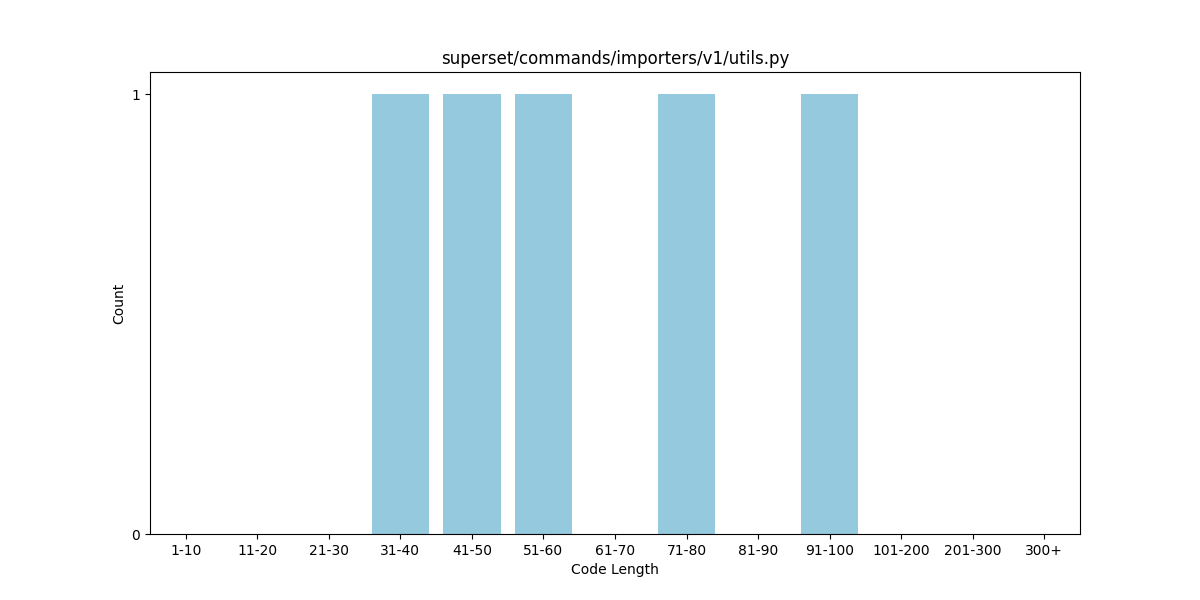 superset/commands/importers/v1/utils.py
1
Count
0
1-10 11-20 21-30 31-40 41-50 51-60 61-70 71-80 81-90 91-100 101-200 201-300 300+
Code Length